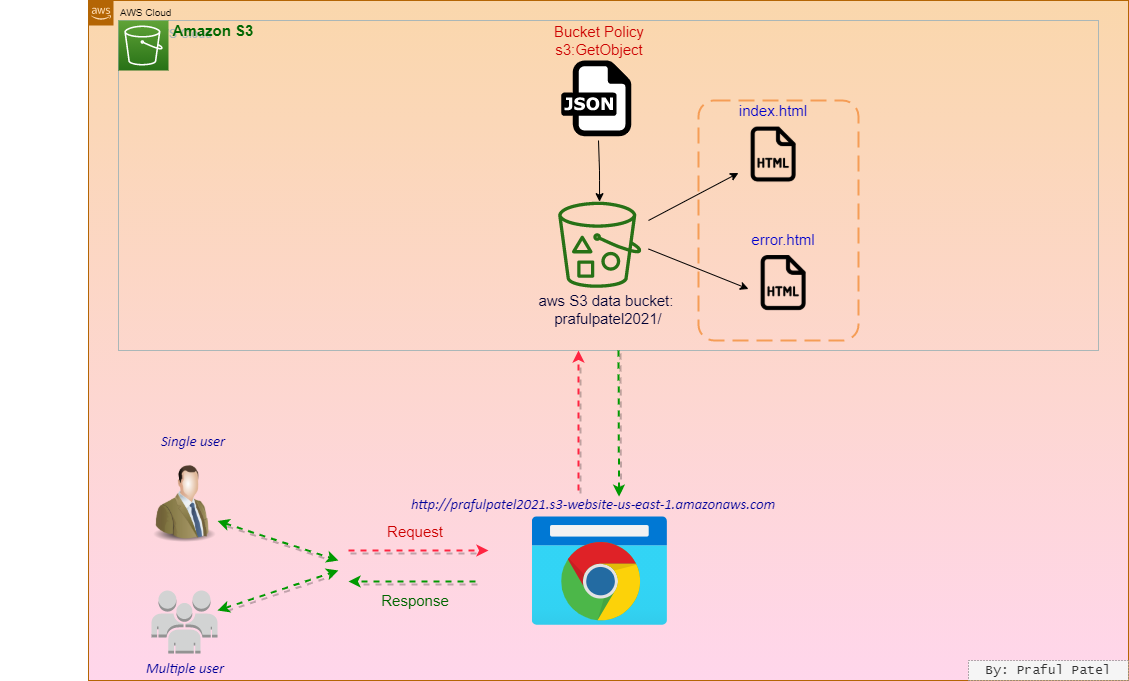 aws
AWS Cloud
Amazon S3
Bucket Policy
s3:GetObject
JSON
index.html
HTML
error.html
HTML
aws S3 data bucket:
prafulpatel2021/
Single user
http://prafulpatel2021.s3-website-us-east-1.amazonaws.com
Request
Response
Multiple user
By: Praful Patel